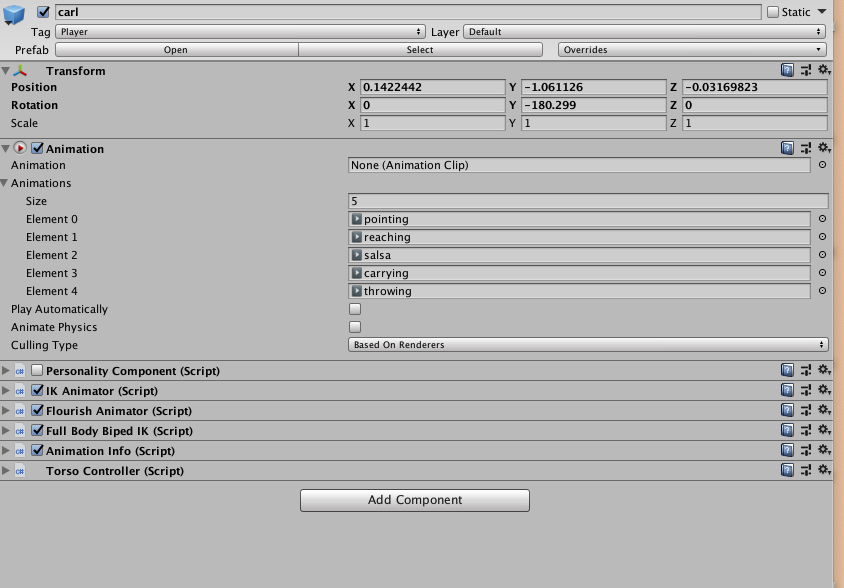 carl Static
Tag Player Layer Default
Prefab Open Select Overrides
Transform
Position X 0.1422442 Y -1.061126 Z -0.03169823
Rotation X 0 Y -180.299 Z 0
Scale X 1 Y 1 Z 1
Animation
Animation None (Animation Clip)
Animations
Size 5
Element 0 pointing
Element 1 reaching
Element 2 salsa
Element 3 carrying
Element 4 throwing
Play Automatically
Animate Physics
Culling Type Based On Renderers
c# Personality Component (Script)
c# IK Animator (Script)
c# Flourish Animator (Script)
c# Full Body Biped IK (Script)
c# Animation Info (Script)
c# Torso Controller (Script)
Add Component